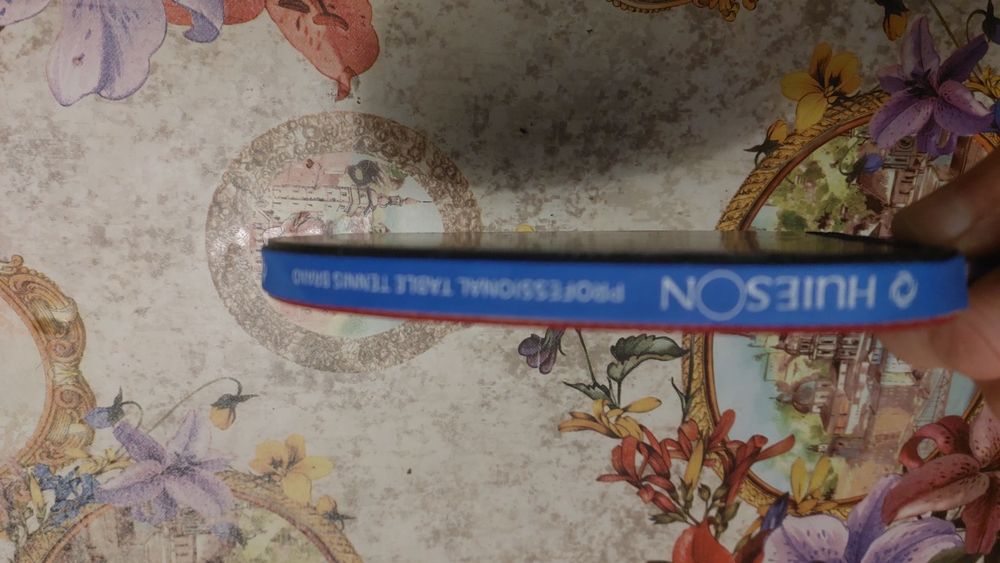 HUIESON PROFESSIONAL TABLE TENNIS BRAND